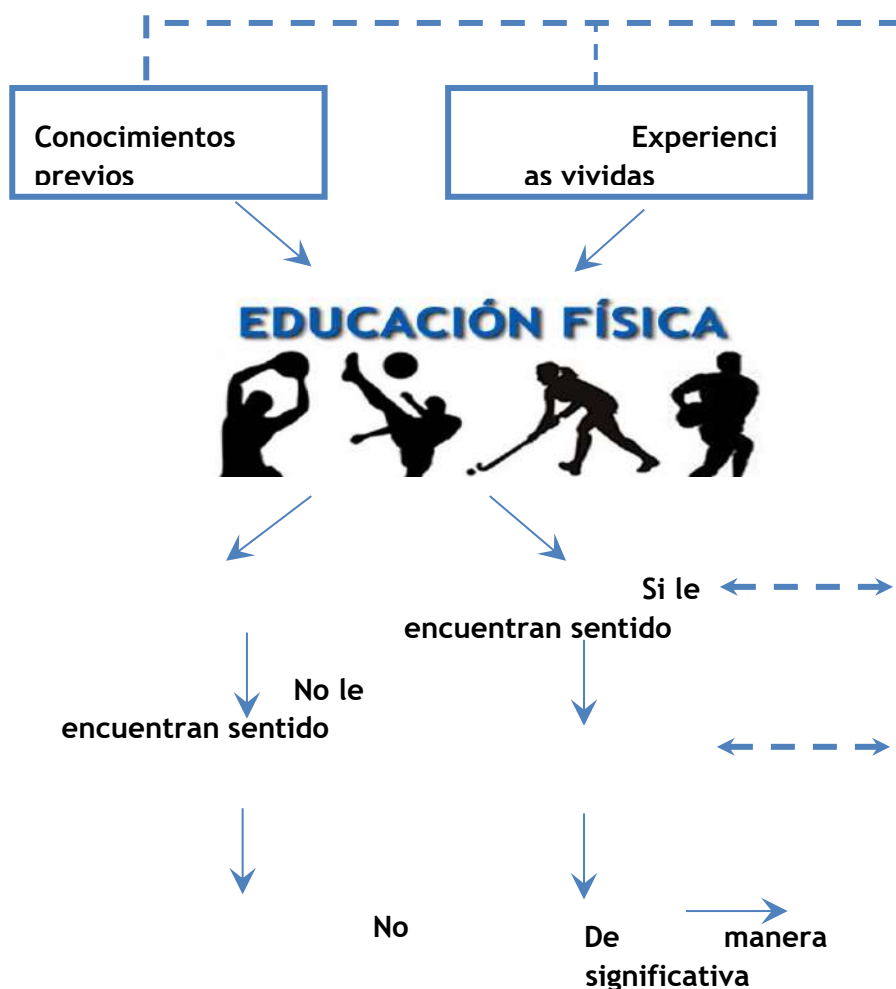 Conocimientos
previos
Experienci
as vividas
EDUCACIÓN FÍSICA
Si le
encuentran sentido
No le
encuentran sentido
No
De manera
significativa